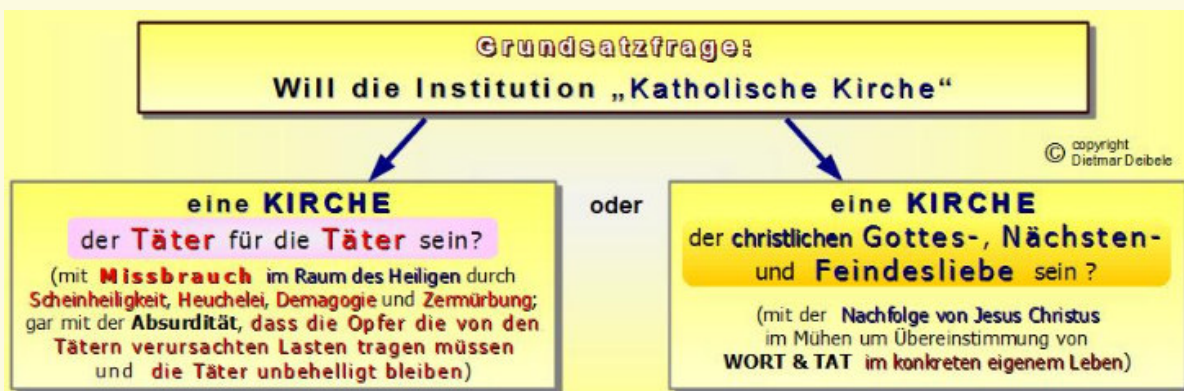 Grundsatzfrage:
Will die Institution „Katholische Kirche“
© copyright
Dietmar Deibele
eine KIRCHE
der Täter für die Täter sein?
(mit Missbrauch im Raum des Heiligen durch
Scheinheiligkeit, Heuchelei, Demagogie und Zermürbung;
gar mit der Absurdität, dass die Opfer die von den
Tätern verursachten Lasten tragen müssen
und die Täter unbehelligt bleiben)
oder
eine KIRCHE
der christlichen Gottes-, Nächsten-
und Feindesliebe sein ?
(mit der Nachfolge von Jesus Christus
im Mühen um Übereinstimmung von
WORT & TAT im konkreten eigenem Leben)